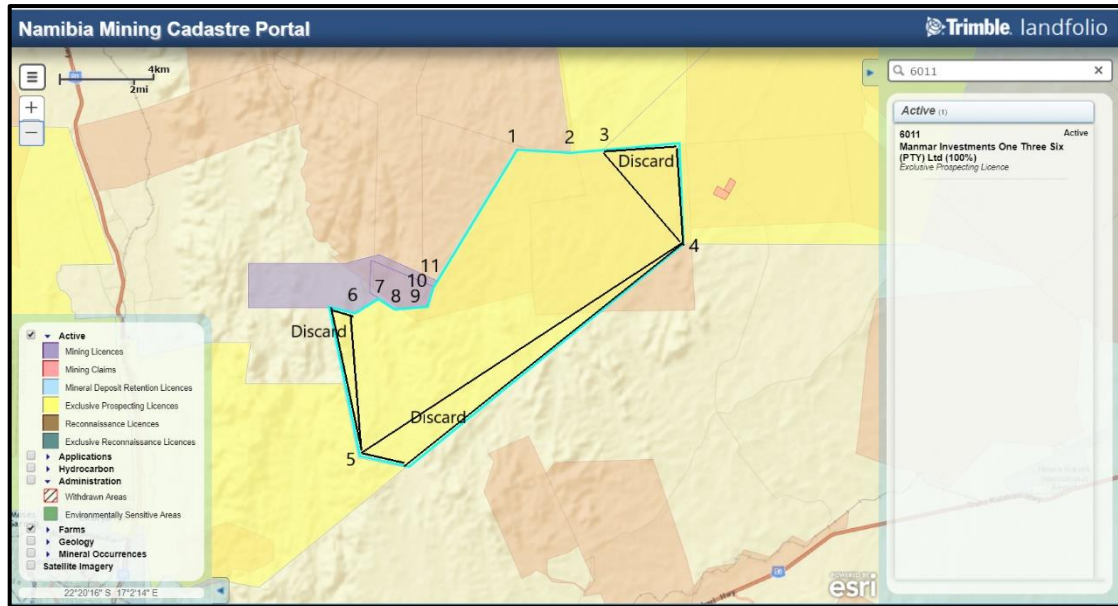 Namibia Mining Cadastre Portal
Trimble. landfolio
4km
2mi
6011
Active (1)
6011 Active
Manmar Investments One Three Six
(PTY) Ltd (100%)
Exclusive Prospecting Licence
1
2
3
Discard
4
11
10
9
8
7
6
Discard
Discard
5
Active
Mining Licences
Mining Claims
Mineral Deposit Retention Licences
Exclusive Prospecting Licences
Reconnaissance Licences
Exclusive Reconnaissance Licences
Applications
Hydrocarbon
Administration
Withdrawn Areas
Environmentally Sensitive Areas
Farms
Geology
Mineral Occurrences
Satellite Imagery
22°20'16" S 17°2'14" E
POWERED BY
esri